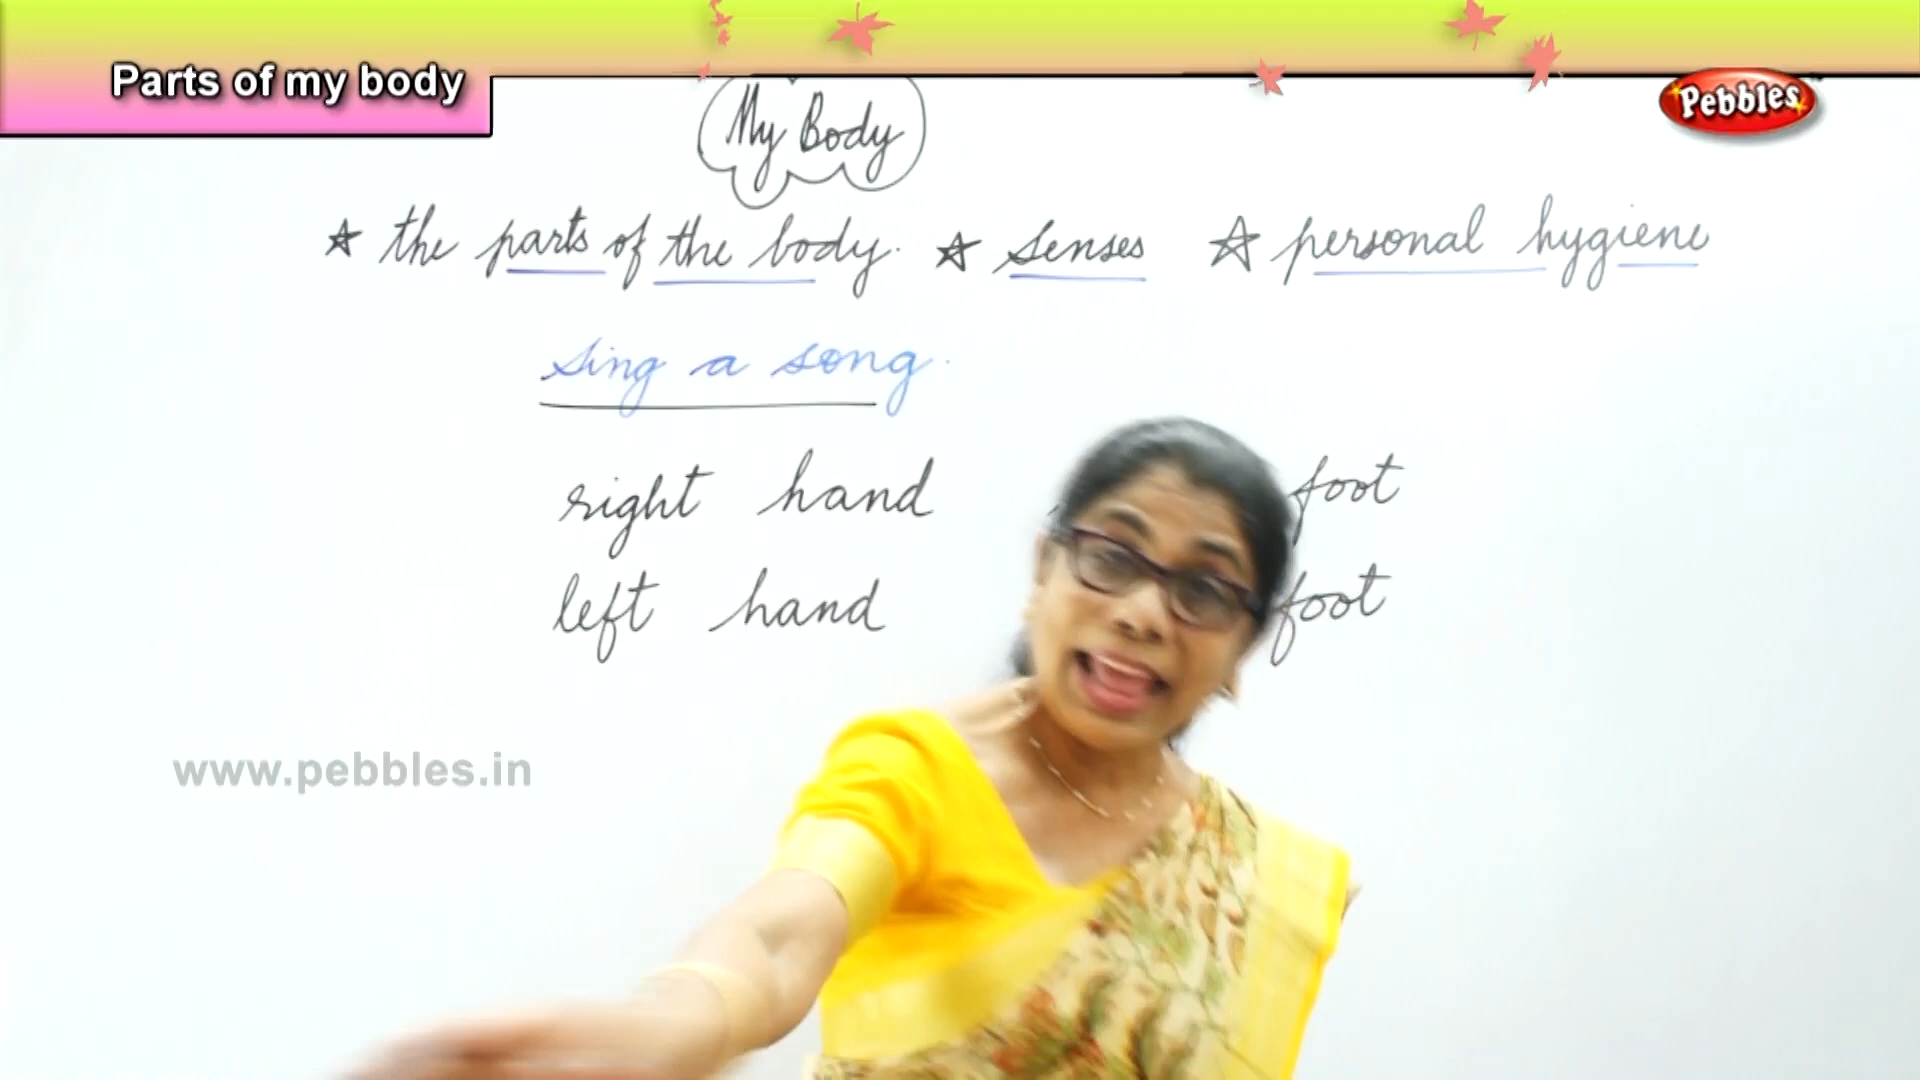 Parts of my body
Pebbles
My Body
☆ the parts of the body. ☆ senses ☆ personal hygiene
sing a song.
right hand foot
left hand foot
www.pebbles.in